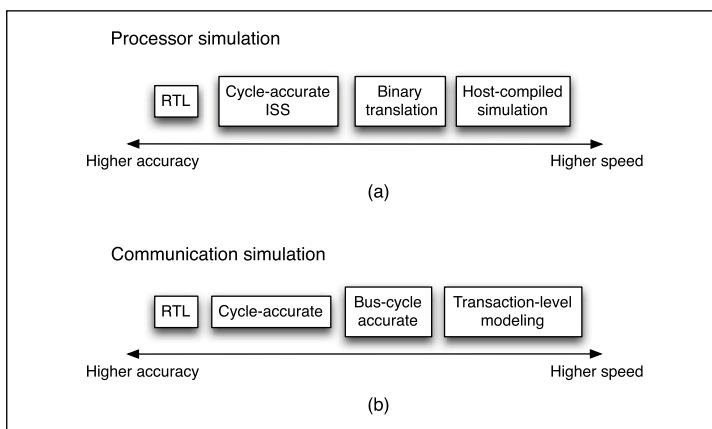 Processor simulation
RTL
Cycle-accurate
ISS
Binary
translation
Host-compiled
simulation
Higher accuracy
Higher speed
(a)
Communication simulation
RTL
Cycle-accurate
Bus-cycle
accurate
Transaction-level
modeling
Higher accuracy
Higher speed
(b)